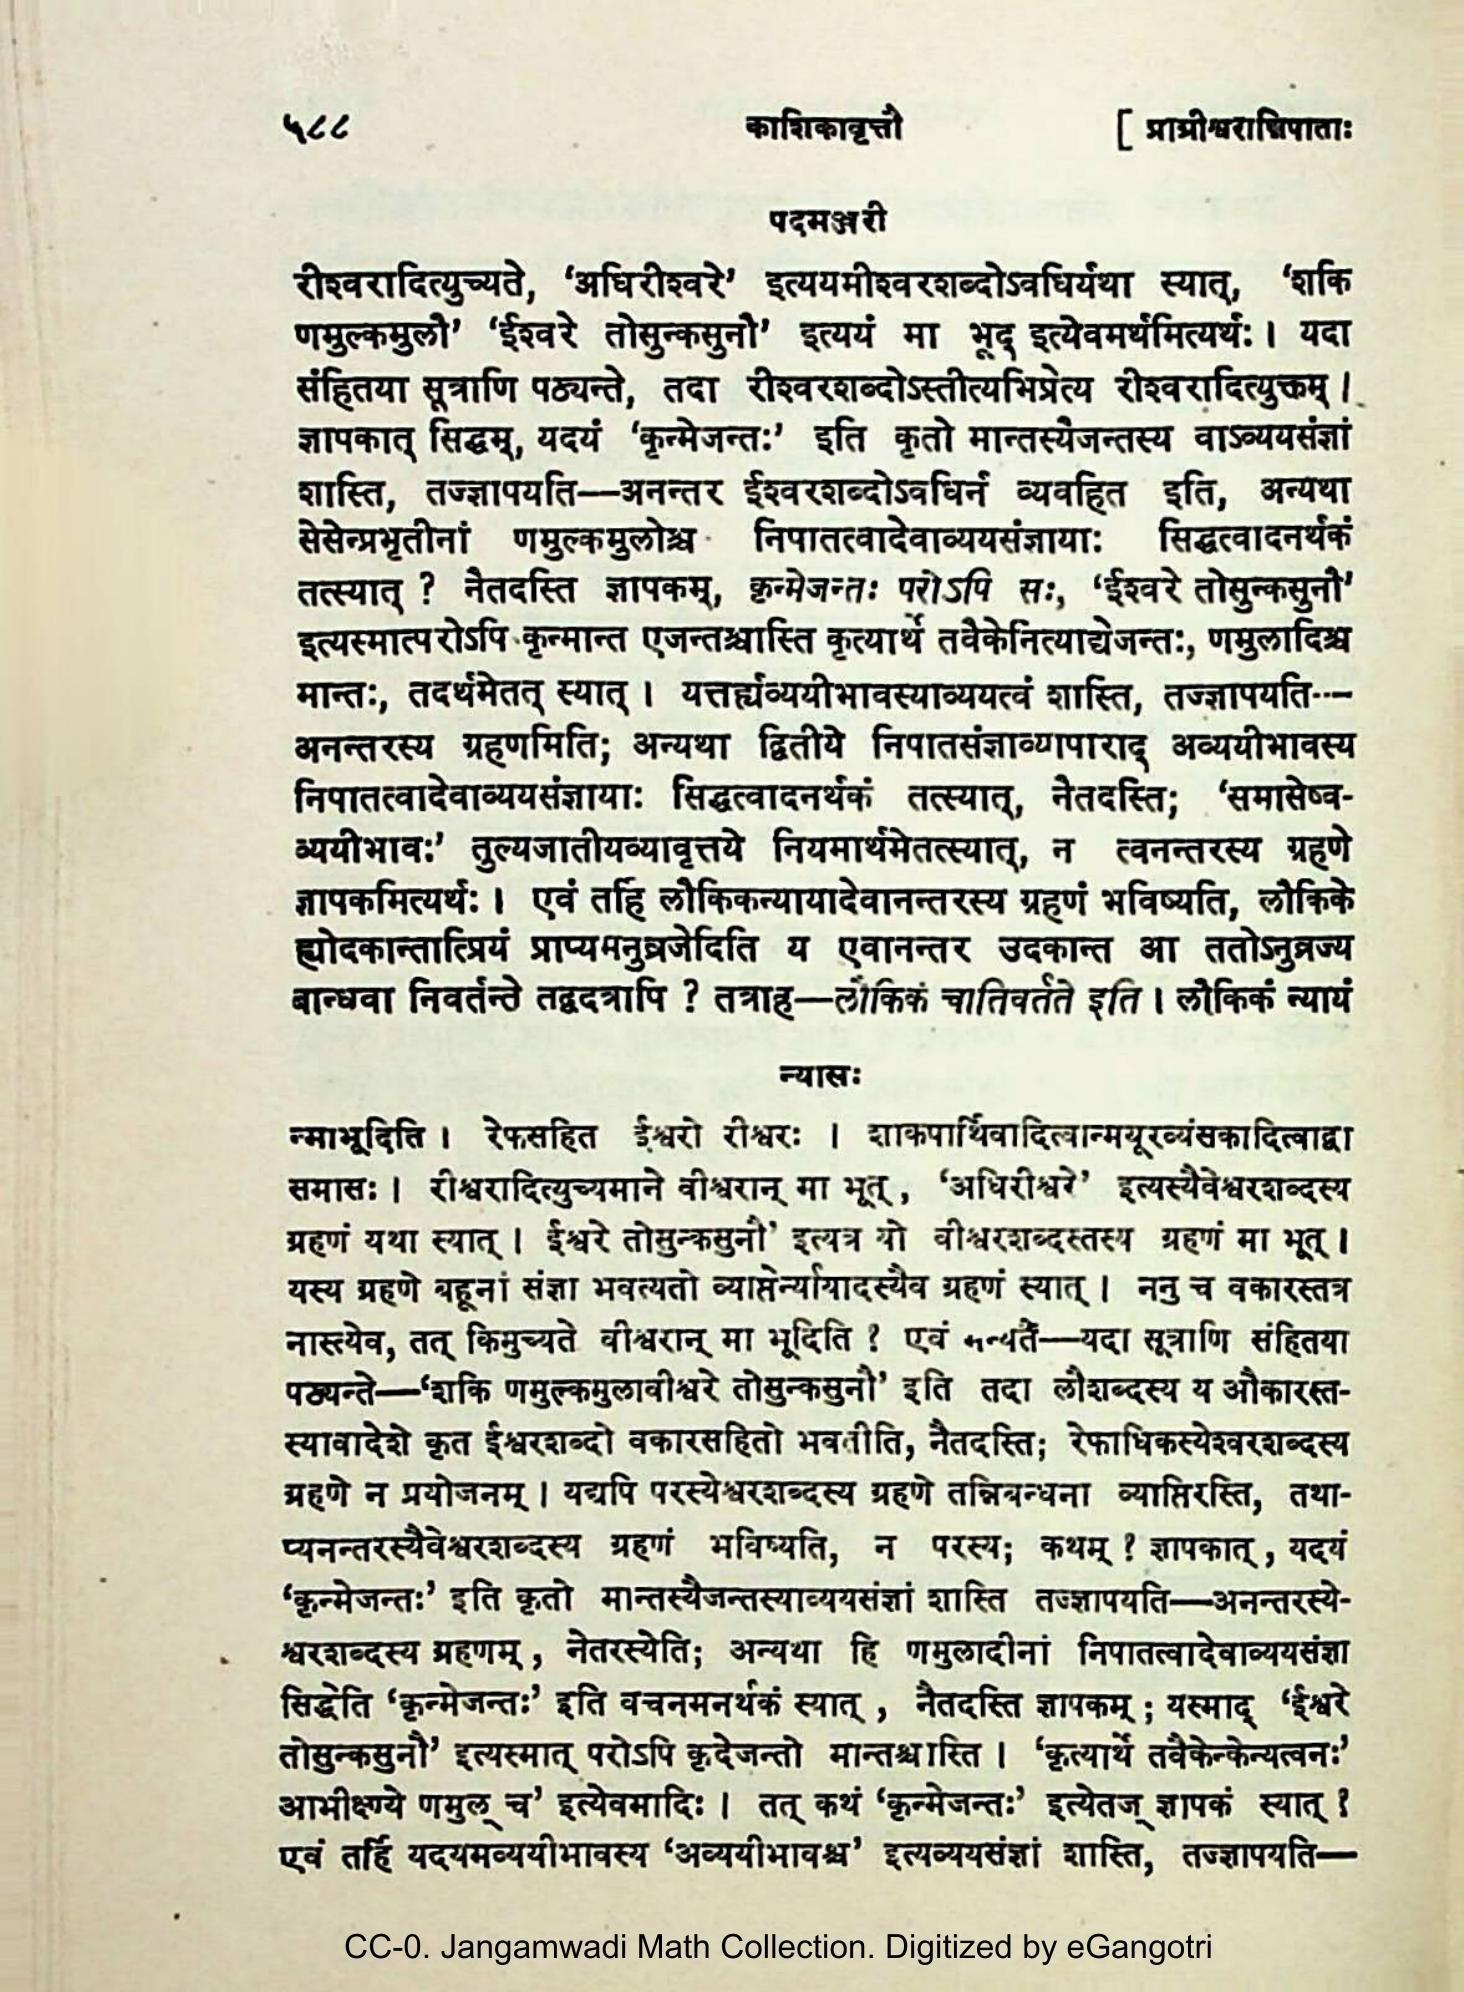 ५८८ काशिकावृत्तौ [ प्राग्रीश्वरान्निपाताः
पदमञ्जरी
रीश्वरादित्युच्यते, ‘अधिरीश्वरे’ इत्ययमीश्वरशब्दोऽवधिर्यथा स्यात्, ‘शकि
णमुल्कमुलौ’ ‘ईश्वरे तोसुन्कसुनौ’ इत्ययं मा भूद् इत्येवमर्थमित्यर्थः। यदा
संहितया सूत्राणि पठ्यन्ते, तदा रीश्वरशब्दोऽस्तीत्यभिप्रेत्य रीश्वरादित्युक्तम्।
ज्ञापकात् सिद्धम्, यदयं ‘कृन्मेजन्तः’ इति कृतो मान्तस्यैजन्तस्य वाऽव्ययसंज्ञां
शास्ति, तज्ज्ञापयति—अनन्तर ईश्वरशब्दोऽवधिर्न व्यवहित इति, अन्यथा
सेसेन्प्रभृतीनां णमुल्कमुलोश्च निपातत्वादेवाव्ययसंज्ञायाः सिद्धत्वादनर्थकं
तत्स्यात् ? नैतदस्ति ज्ञापकम्, कृन्मेजन्तः परोऽपि सः, ‘ईश्वरे तोसुन्कसुनौ’
इत्यस्मात्परोऽपि कृन्मान्त एजन्तश्चास्ति कृत्यार्थे तवैकेनित्याद्येजन्तः, णमुलादिश्च
मान्तः, तदर्थमेतत् स्यात्। यत्तर्ह्यव्ययीभावस्याव्ययत्वं शास्ति, तज्ज्ञापयति—
अनन्तरस्य ग्रहणमिति; अन्यथा द्वितीये निपातसंज्ञाव्यापाराद् अव्ययीभावस्य
निपातत्वादेवाव्ययसंज्ञायाः सिद्धत्वादनर्थकं तत्स्यात्, नैतदस्ति; ‘समासेष्व-
व्ययीभावः’ तुल्यजातीयव्यावृत्तये नियमार्थमेतत्स्यात्, न त्वनन्तरस्य ग्रहणे
ज्ञापकमित्यर्थः। एवं तर्हि लौकिकन्यायादेवानन्तरस्य ग्रहणं भविष्यति, लौकिके
ह्योदकान्तात्प्रियं प्राप्यमनुव्रजेदिति य एवानन्तर उदकान्त आ ततोऽनुव्रज्य
बान्धवा निवर्तन्ते तद्वदत्रापि ? तत्राह—लौकिकं चातिवर्तते इति। लौकिकं न्यायं
न्यासः
न्माभूदिति। रेफसहित ईश्वरो रीश्वरः । शाकपार्थिवादित्वान्मयूरव्यंसकादित्वाद्वा
समासः। रीश्वरादित्युच्यमाने वीश्वरान् मा भूत्, ‘अधिरीश्वरे’ इत्यस्यैवेश्वरशब्दस्य
ग्रहणं यथा स्यात्। ईश्वरे तोसुन्कसुनौ’ इत्यत्र यो वीश्वरशब्दस्तस्य ग्रहणं मा भूत्।
यस्य ग्रहणे बहूनां संज्ञा भवत्यतो व्याप्तेर्न्यायादस्यैव ग्रहणं स्यात्। ननु च वकारस्तत्र
नास्त्येव, तत् किमुच्यते वीश्वरान् मा भूदिति ? एवं मन्यते—यदा सूत्राणि संहितया
पठ्यन्ते—‘शकि णमुल्कमुलावीश्वरे तोसुन्कसुनौ’ इति तदा लौशब्दस्य य औकारस्त-
स्यावादेशे कृत ईश्वरशब्दो वकारसहितो भवतीति, नैतदस्ति; रेफाधिकस्येश्वरशब्दस्य
ग्रहणे न प्रयोजनम्। यद्यपि परस्येश्वरशब्दस्य ग्रहणे तन्निबन्धना व्याप्तिरस्ति, तथा-
प्यनन्तरस्यैवेश्वरशब्दस्य ग्रहणं भविष्यति, न परस्य; कथम् ? ज्ञापकात्, यदयं
‘कृन्मेजन्तः’ इति कृतो मान्तस्यैजन्तस्याव्ययसंज्ञां शास्ति तज्ज्ञापयति—अनन्तरस्ये-
श्वरशब्दस्य ग्रहणम्, नेतरस्येति; अन्यथा हि णमुलादीनां निपातत्वादेवाव्ययसंज्ञा
सिद्धेति ‘कृन्मेजन्तः’ इति वचनमनर्थकं स्यात्, नैतदस्ति ज्ञापकम्; यस्माद् ‘ईश्वरे
तोसुन्कसुनौ’ इत्यस्मात् परोऽपि कृदेजन्तो मान्तश्चास्ति। ‘कृत्यार्थे तवैकेन्केन्यत्वनः’
आभीक्ष्ण्ये णमुल् च’ इत्येवमादिः। तत् कथं ‘कृन्मेजन्तः’ इत्येतज् ज्ञापकं स्यात् ?
एवं तर्हि यदयमव्ययीभावस्य ‘अव्ययीभावश्च’ इत्यव्ययसंज्ञां शास्ति, तज्ज्ञापयति—
CC-0. Jangamwadi Math Collection. Digitized by eGangotri